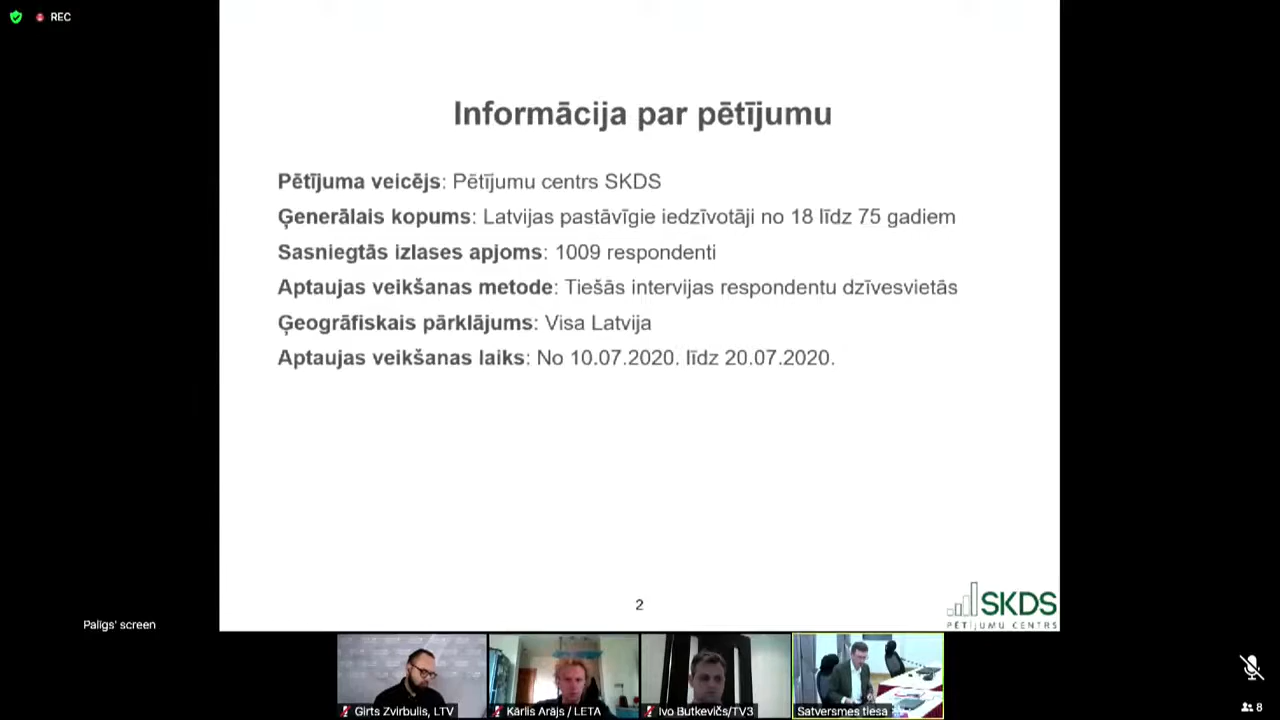 REC
Informācija par pētījumu
Pētījuma veicējs: Pētījumu centrs SKDS
Ģenerālais kopums: Latvijas pastāvīgie iedzīvotāji no 18 līdz 75 gadiem
Sasniegtās izlases apjoms: 1009 respondenti
Aptaujas veikšanas metode: Tiešās intervijas respondentu dzīvesvietās
Ģeogrāfiskais pārklājums: Visa Latvija
Aptaujas veikšanas laiks: No 10.07.2020. līdz 20.07.2020.
2
SKDS
PĒTĪJUMU CENTRS
Palīgs' screen
Girts Zvirbulis, LTV
Kārlis Arājs / LETA
Ivo Butkevičs/TV3
Satversmes tiesa
8